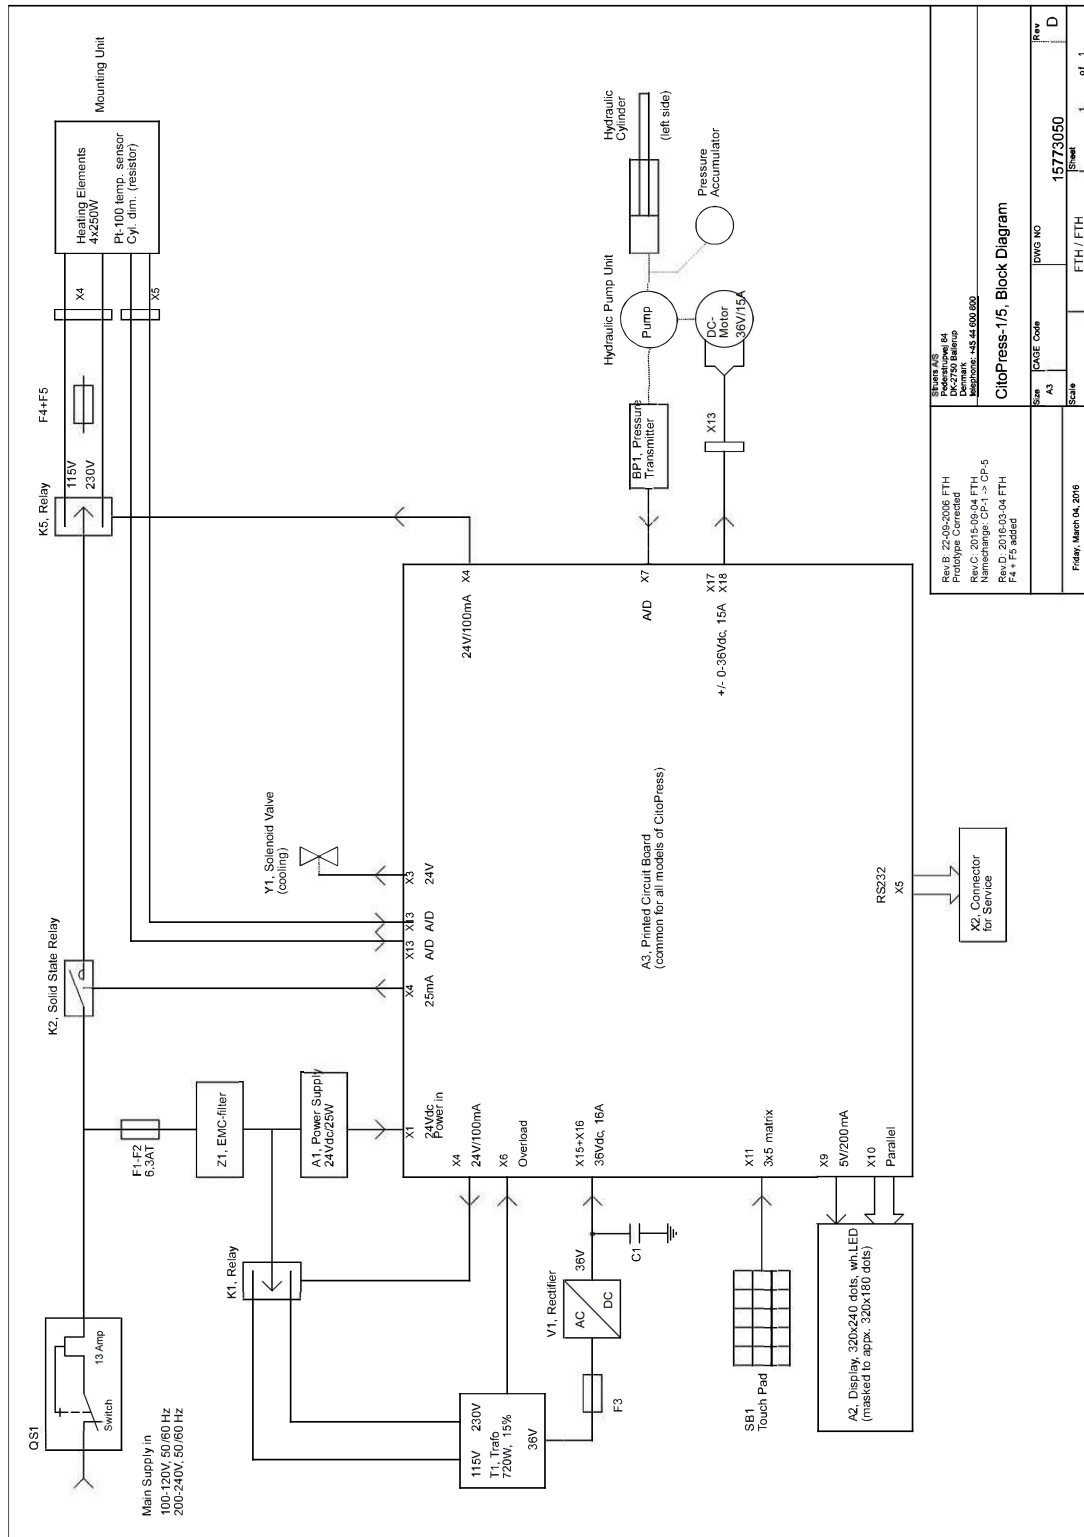 QS1
Switch
13 Amp
Main Supply in
100-120V, 50/60 Hz
200-240V, 50/60 Hz
F1-F2
6,3AT
Z1, EMC-filter
A1, Power Supply
24Vdc/25W
K2, Solid State Relay
Y1, Solenoid Valve
(cooling)
K5, Relay
115V
230V
F4+F5
X4
X5
Heating Elements
4x250W
Pt-100 temp. sensor
Cyl. dim. (resistor)
Mounting Unit
K1, Relay
115V
230V
T1, Trafo
720W, 15%
36V
F3
V1, Rectifier
AC
DC
36V
C1
X1
24Vdc
Power in
X4
25mA
X13
A/D
X13
A/D
X3
24V
X4
24V/100mA
X6
Overload
X15+X16
36Vdc, 16A
X11
3x5 matrix
X9
5V/200mA
X10
Parallel
A3, Printed Circuit Board
(common for all models of CitoPress)
X4
24V/100mA
X7
A/D
X17
X18
+/- 0-36Vdc, 15A
RS232
X5
X2, Connector
for Service
SB1
Touch Pad
A2, Display, 320x240 dots, wh.LED
(masked to appx. 320x180 dots)
BP1, Pressure
Transmitter
X13
Hydraulic Pump Unit
Pump
DC-
Motor
36V/15A
Hydraulic
Cylinder
(left side)
Pressure
Accumulator
Rev.B: 22-09-2006 FTH
Prototype Corrected
Rev.C: 2015-09-04 FTH
Namechange: CP-1 -> CP-5
Rev.D: 2016-03-04 FTH
F4 + F5 added
Friday, March 04, 2016
Struers A/S
Pederstrupvej 84
DK-2750 Ballerup
Denmark
telephone: +45 44 600 800
CitoPress-1/5, Block Diagram
Size
A3
CAGE Code
DWG NO
15773050
Rev
D
Scale
FTH / FTH
Sheet
1 of 1